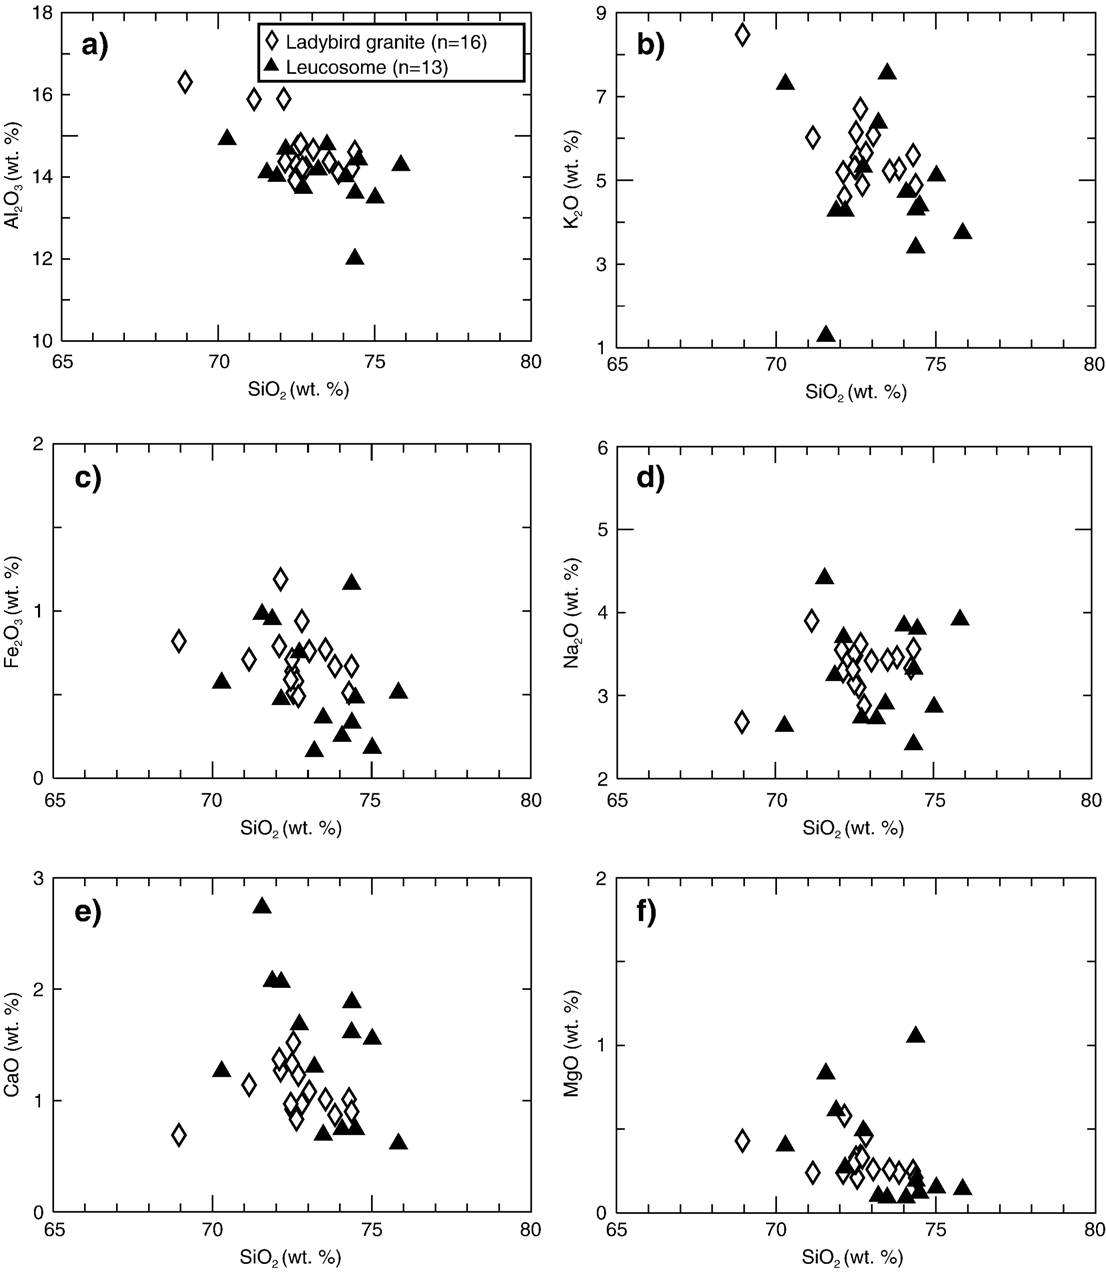 a)
Ladybird granite (n=16)
Leucosome (n=13)
18
16
14
12
10
Al₂O₃ (wt. %)
65
70
75
80
SiO₂ (wt. %)
b)
9
7
5
3
1
K₂O (wt. %)
65
70
75
80
SiO₂ (wt. %)
c)
2
1
0
Fe₂O₃ (wt. %)
65
70
75
80
SiO₂ (wt. %)
d)
6
5
4
3
2
Na₂O (wt. %)
65
70
75
80
SiO₂ (wt. %)
e)
3
2
1
0
CaO (wt. %)
65
70
75
80
SiO₂ (wt. %)
f)
2
1
0
MgO (wt. %)
65
70
75
80
SiO₂ (wt. %)